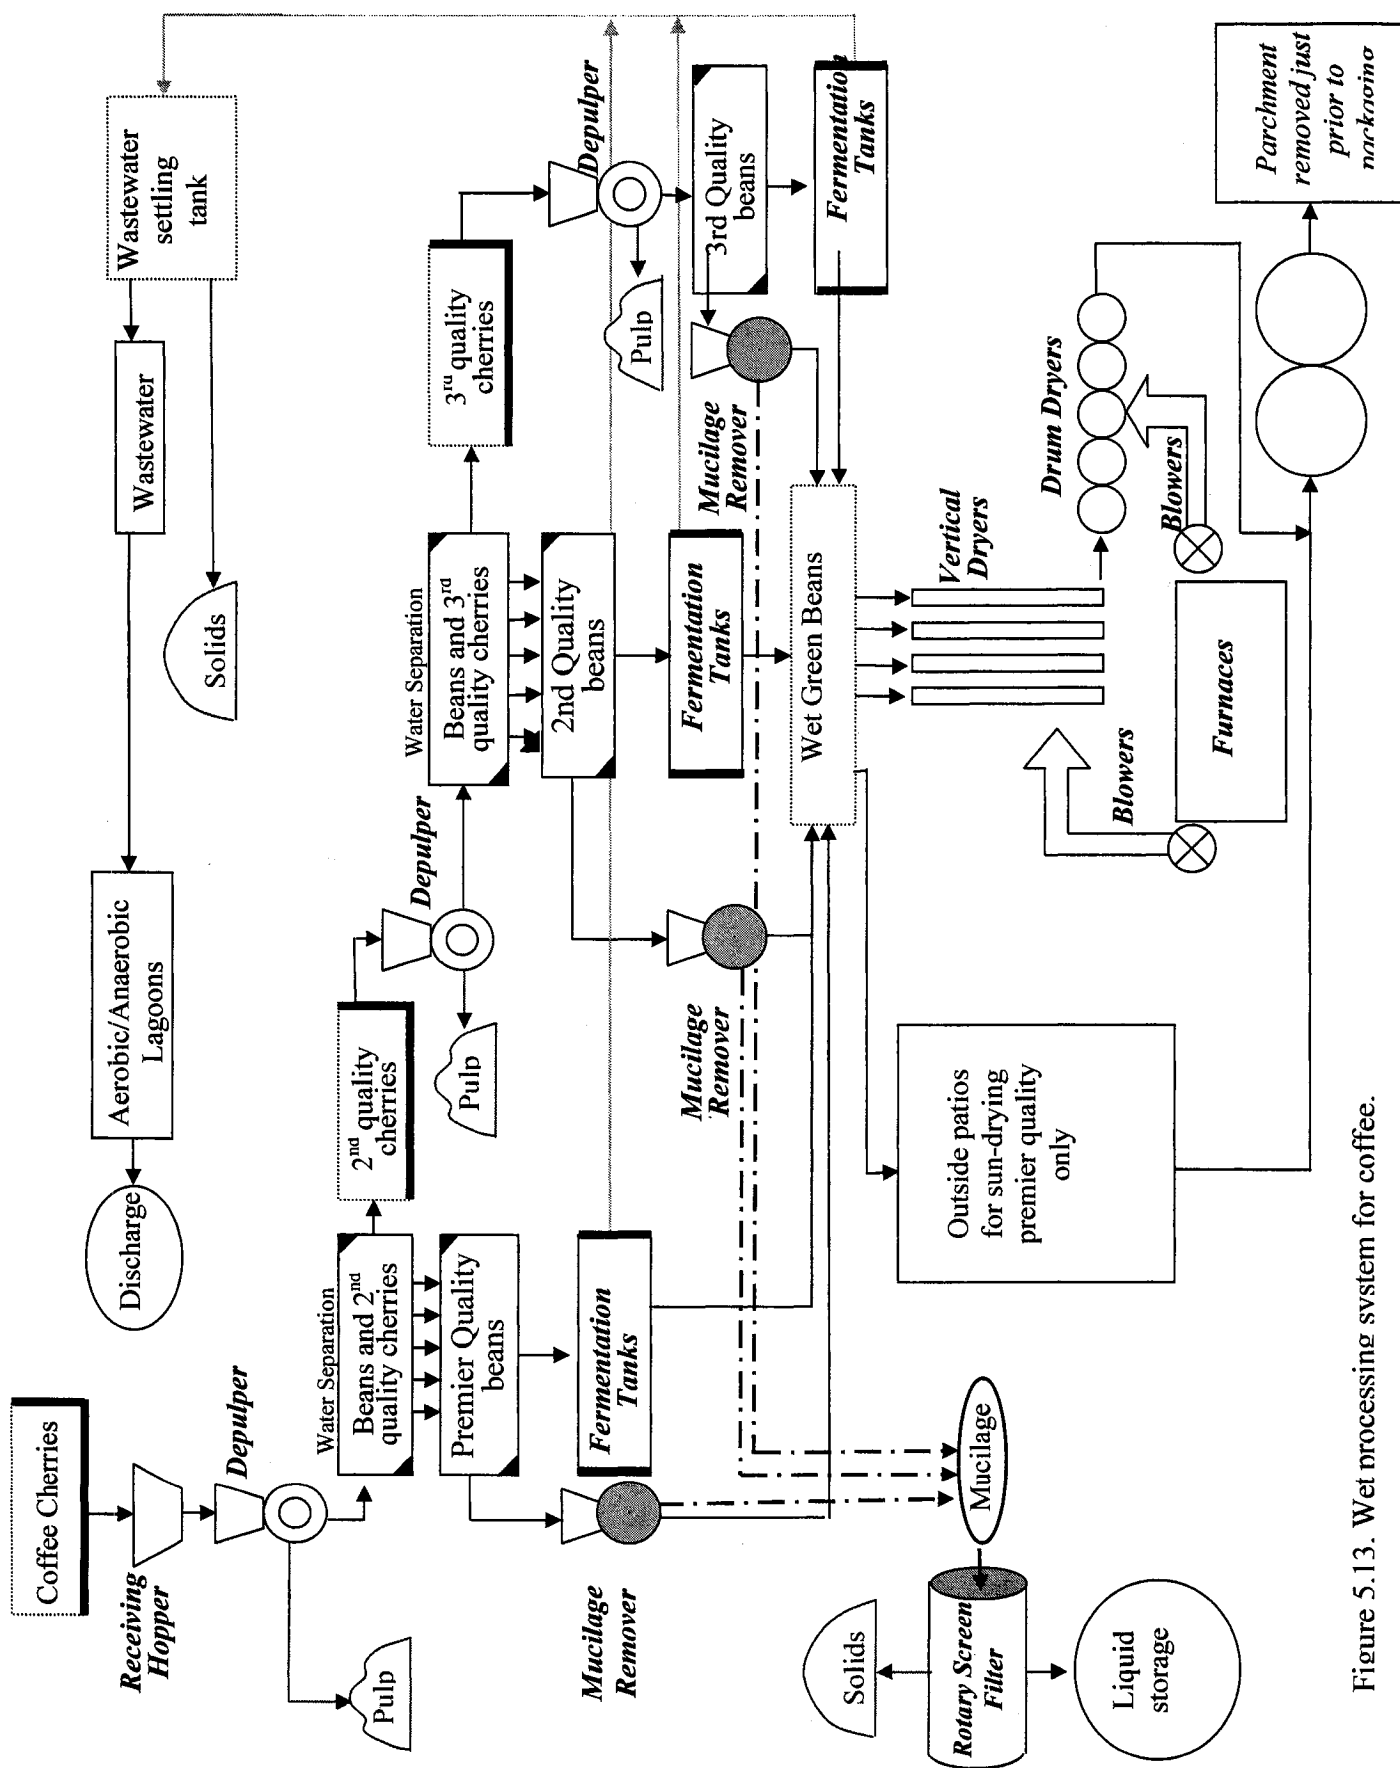 Coffee Cherries
Receiving
Hopper
Depulper
Pulp
Water Separation
Beans and 2nd
quality cherries
Premier Quality
beans
Fermentation
Tanks
Mucilage
Remover
2nd quality
cherries
Depulper
Pulp
Water Separation
Beans and 3rd
quality cherries
2nd Quality
beans
Fermentation
Tanks
Mucilage
Remover
3rd quality
cherries
Depulper
Pulp
3rd Quality
beans
Fermentation
Tanks
Mucilage
Remover
Wastewater
settling
tank
Wastewater
Solids
Aerobic/Anaerobic
Lagoons
Discharge
Wet Green Beans
Mucilage
Rotary Screen
Filter
Solids
Liquid
storage
Outside patios
for sun-drying
premier quality
only
Vertical
Dryers
Blowers
Furnaces
Blowers
Drum Dryers
Parchment
removed just
prior to
packaging
Figure 5.13. Wet processing system for coffee.